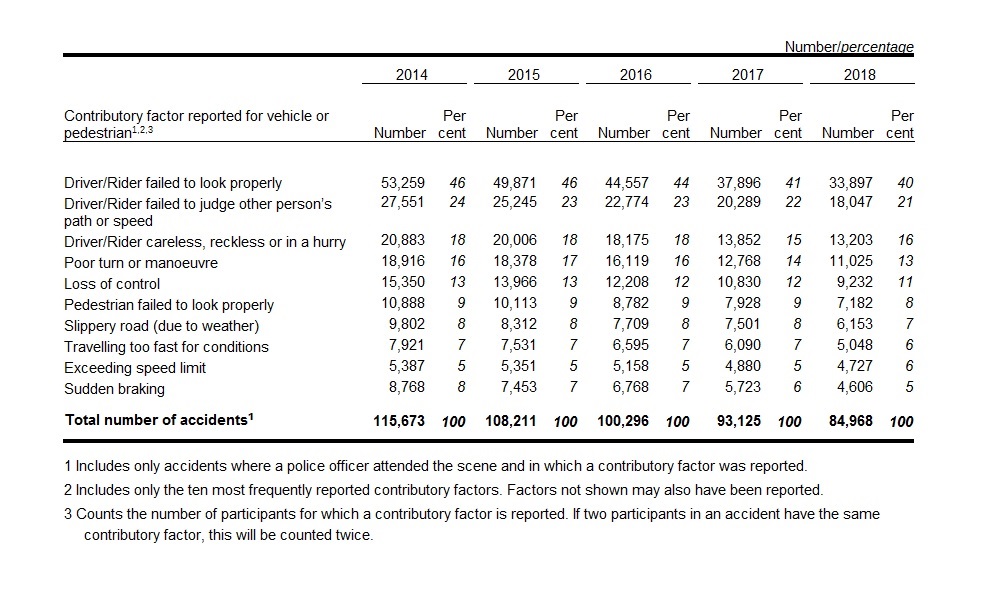 Number/percentage
2014 2015 2016 2017 2018
Contributory factor reported for vehicle or Per Per Per Per Per
pedestrian1,2,3 Number cent Number cent Number cent Number cent Number cent
Driver/Rider failed to look properly 53,259 46 49,871 46 44,557 44 37,896 41 33,897 40
Driver/Rider failed to judge other person's 27,551 24 25,245 23 22,774 23 20,289 22 18,047 21
path or speed
Driver/Rider careless, reckless or in a hurry 20,883 18 20,006 18 18,175 18 13,852 15 13,203 16
Poor turn or manoeuvre 18,916 16 18,378 17 16,119 16 12,768 14 11,025 13
Loss of control 15,350 13 13,966 13 12,208 12 10,830 12 9,232 11
Pedestrian failed to look properly 10,888 9 10,113 9 8,782 9 7,928 9 7,182 8
Slippery road (due to weather) 9,802 8 8,312 8 7,709 8 7,501 8 6,153 7
Travelling too fast for conditions 7,921 7 7,531 7 6,595 7 6,090 7 5,048 6
Exceeding speed limit 5,387 5 5,351 5 5,158 5 4,880 5 4,727 6
Sudden braking 8,768 8 7,453 7 6,768 7 5,723 6 4,606 5
Total number of accidents1 115,673 100 108,211 100 100,296 100 93,125 100 84,968 100
1 Includes only accidents where a police officer attended the scene and in which a contributory factor was reported.
2 Includes only the ten most frequently reported contributory factors. Factors not shown may also have been reported.
3 Counts the number of participants for which a contributory factor is reported. If two participants in an accident have the same
contributory factor, this will be counted twice.